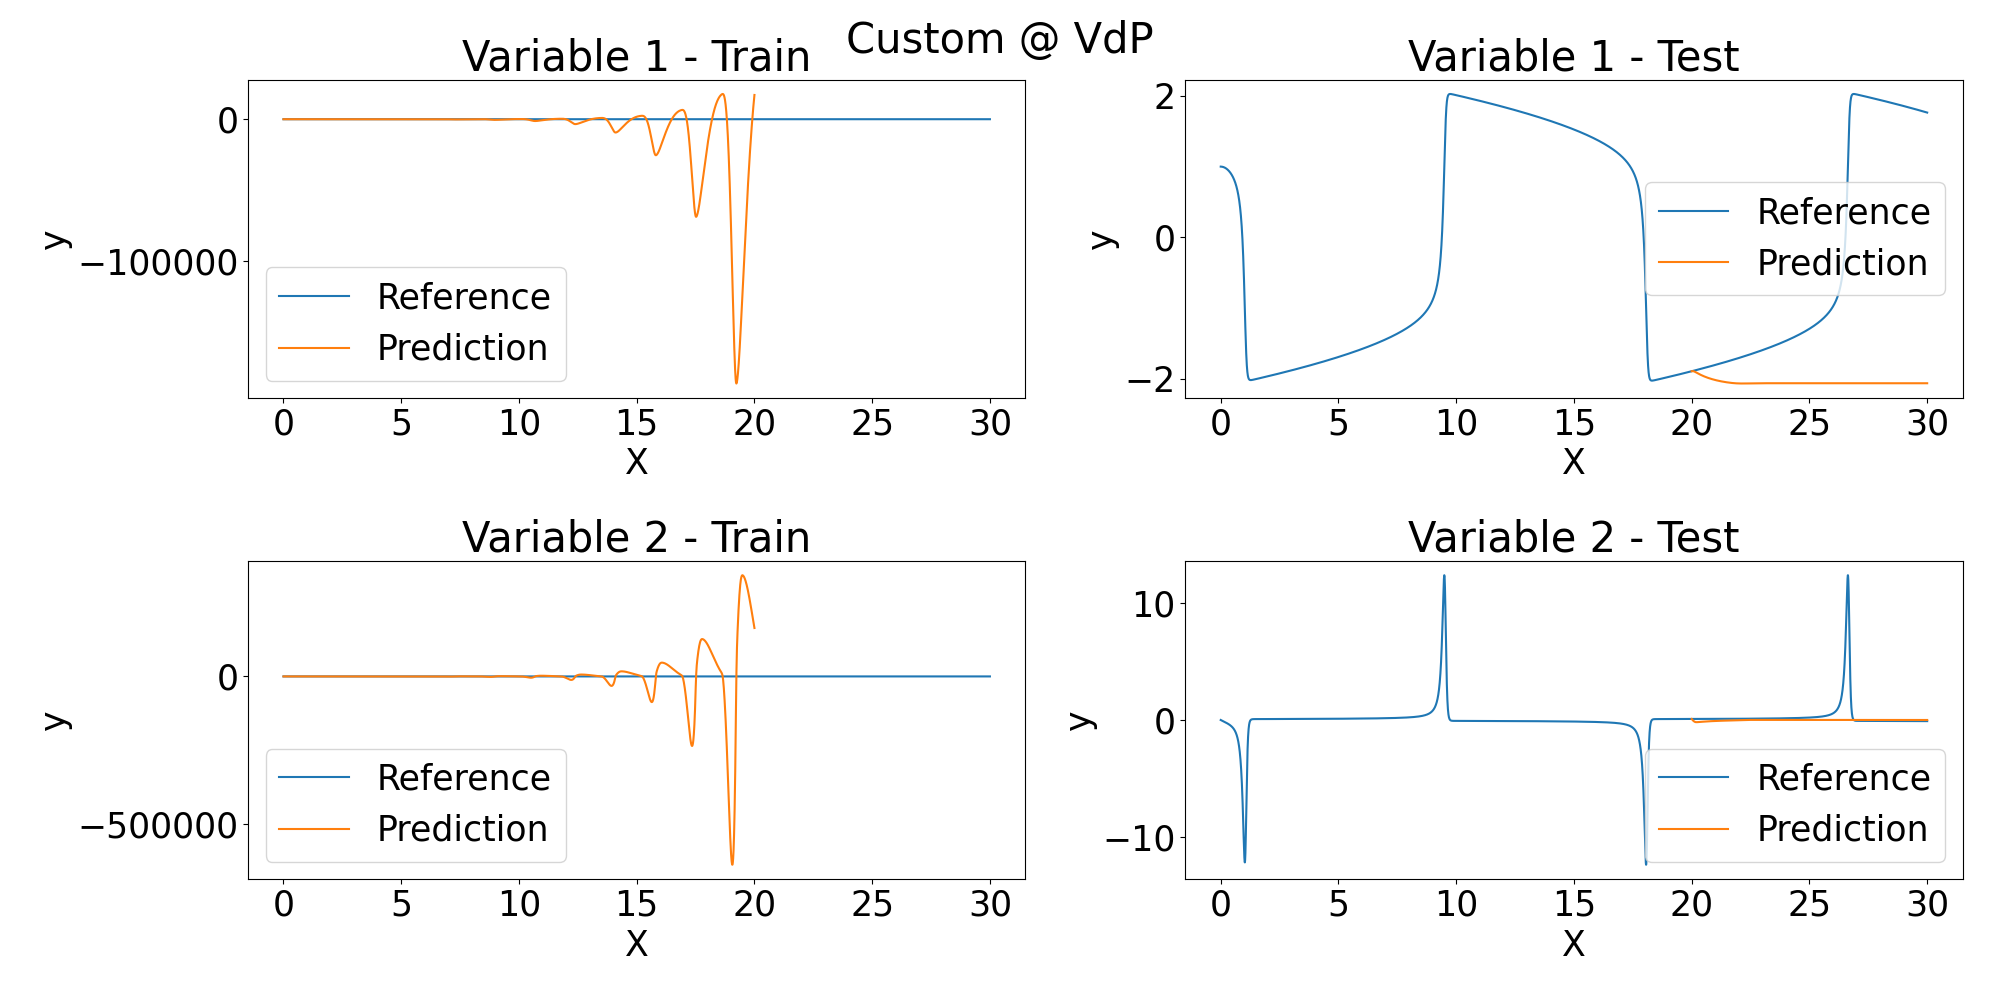 Custom @ VdP
Variable 1 - Train
0
−100000
y
Reference
Prediction
0 5 10 15 20 25 30
X
Variable 1 - Test
2
0
−2
y
Reference
Prediction
0 5 10 15 20 25 30
X
Variable 2 - Train
0
−500000
y
Reference
Prediction
0 5 10 15 20 25 30
X
Variable 2 - Test
10
0
−10
y
Reference
Prediction
0 5 10 15 20 25 30
X